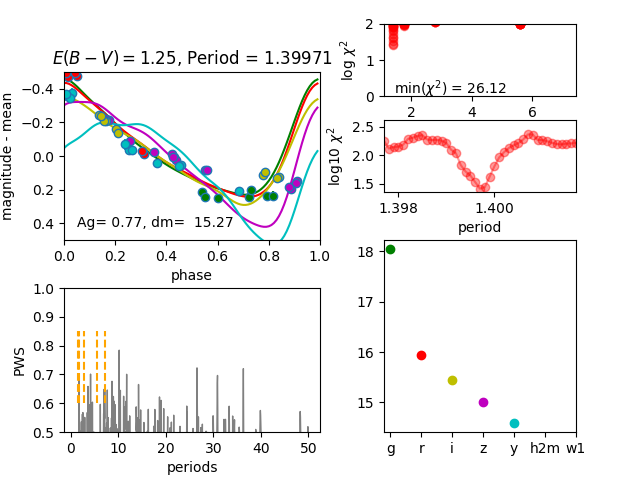 E(B − V) = 1.25, Period = 1.39971
magnitude - mean
−0.4
−0.2
0.0
0.2
0.4
Ag= 0.77, dm=  15.27
0.0 0.2 0.4 0.6 0.8 1.0
phase
log χ²
2
1
0
min(χ²) = 26.12
2 4 6
log10 χ²
2.5
2.0
1.5
1.398 1.400
period
PWS
1.0
0.9
0.8
0.7
0.6
0.5
0 10 20 30 40 50
periods
18
17
16
15
g r i z y h2m w1